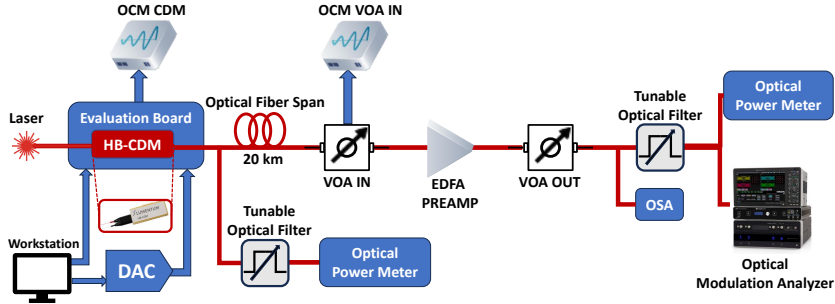 OCM CDM
OCM VOA IN
Laser
Evaluation Board
HB-CDM
Optical Fiber Span
20 km
VOA IN
EDFA
PREAMP
VOA OUT
Tunable
Optical Filter
Optical
Power Meter
OSA
Optical
Modulation Analyzer
Workstation
DAC
Tunable
Optical Filter
Optical
Power Meter